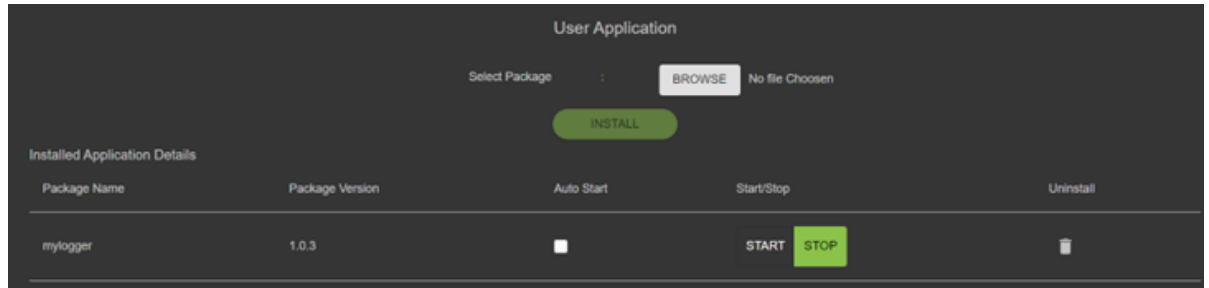 User Application
Select Package : BROWSE No file Choosen
INSTALL
Installed Application Details
Package Name Package Version Auto Start Start/Stop Uninstall
mylogger 1.0.3 START STOP